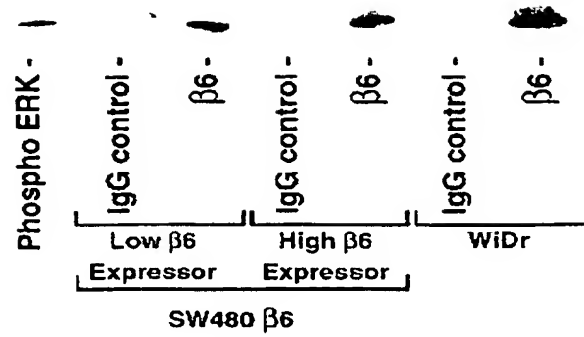 Phospho ERK -
IgG control -
β6 -
IgG control -
β6 -
IgG control -
β6 -
Low β6
Expressor
High β6
Expressor
WiDr
SW480 β6